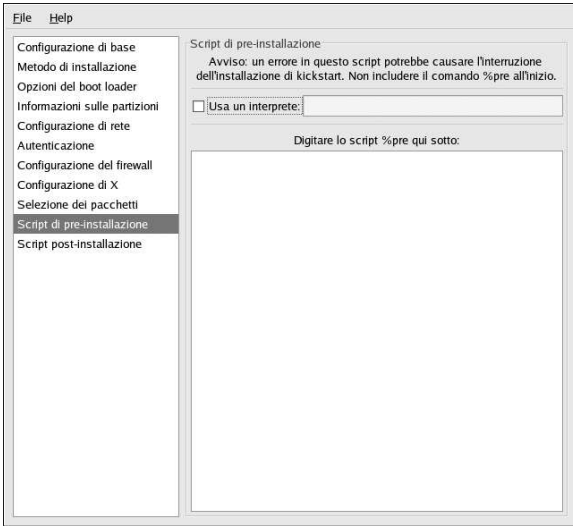 File Help
Configurazione di base
Metodo di installazione
Opzioni del boot loader
Informazioni sulle partizioni
Configurazione di rete
Autenticazione
Configurazione del firewall
Configurazione di X
Selezione dei pacchetti
Script di pre-installazione
Script post-installazione
Script di pre-installazione
Avviso: un errore in questo script potrebbe causare l'interruzione
dell'installazione di kickstart. Non includere il comando %pre all'inizio.
Usa un interprete:
Digitare lo script %pre qui sotto: